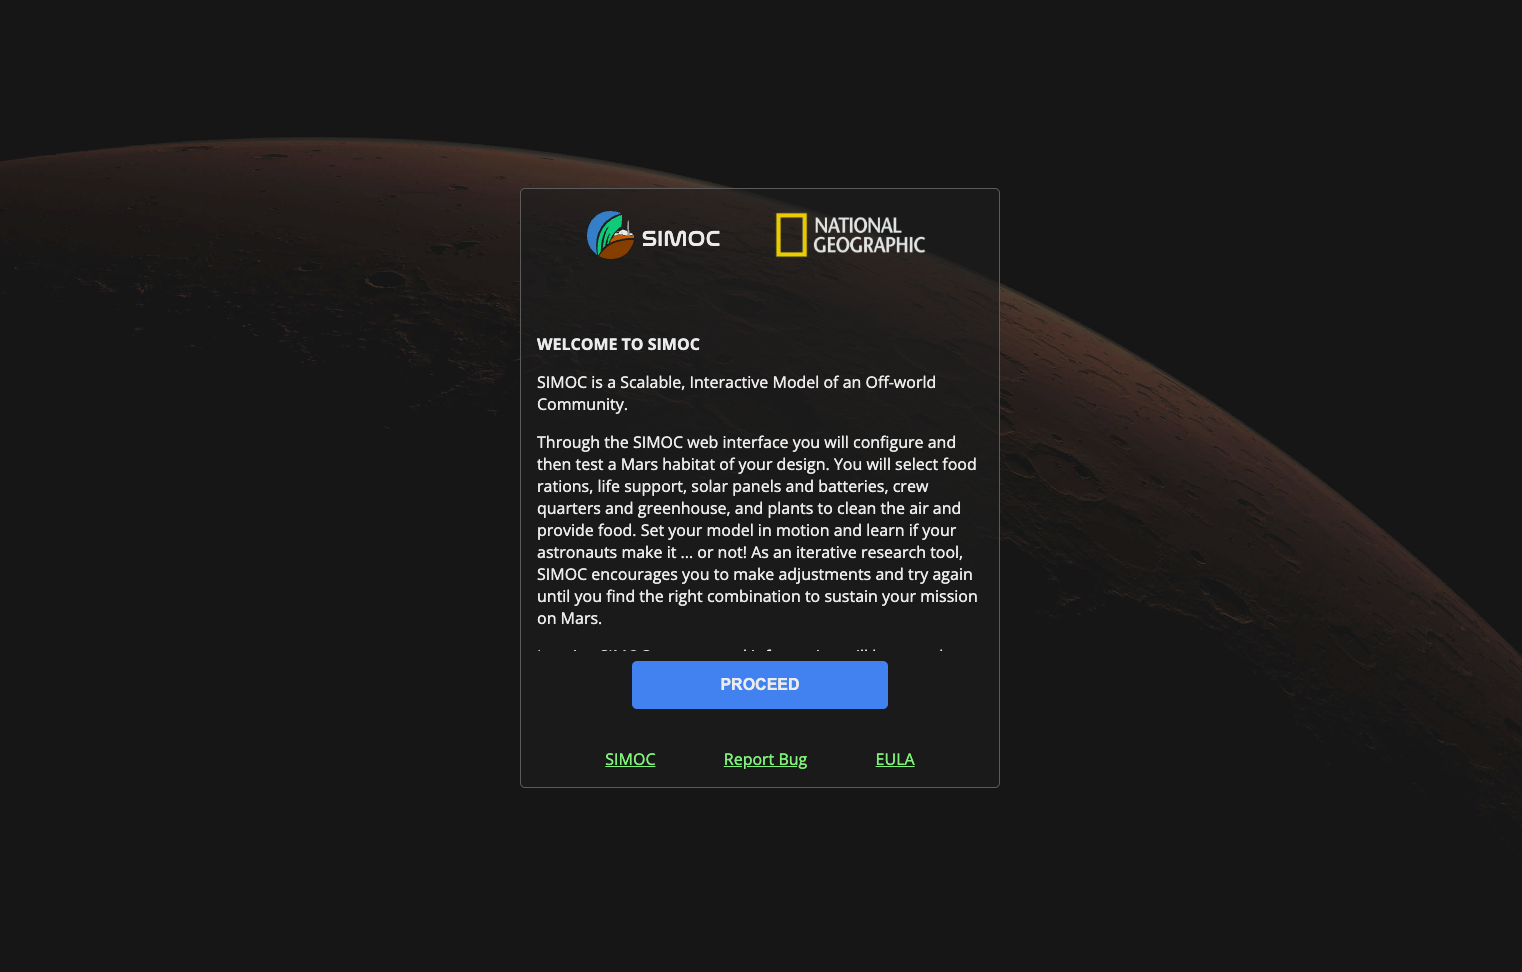 SIMOC
NATIONAL
GEOGRAPHIC
WELCOME TO SIMOC
SIMOC is a Scalable, Interactive Model of an Off-world
Community.
Through the SIMOC web interface you will configure and
then test a Mars habitat of your design. You will select food
rations, life support, solar panels and batteries, crew
quarters and greenhouse, and plants to clean the air and
provide food. Set your model in motion and learn if your
astronauts make it ... or not! As an iterative research tool,
SIMOC encourages you to make adjustments and try again
until you find the right combination to sustain your mission
on Mars.
PROCEED
SIMOC Report Bug EULA